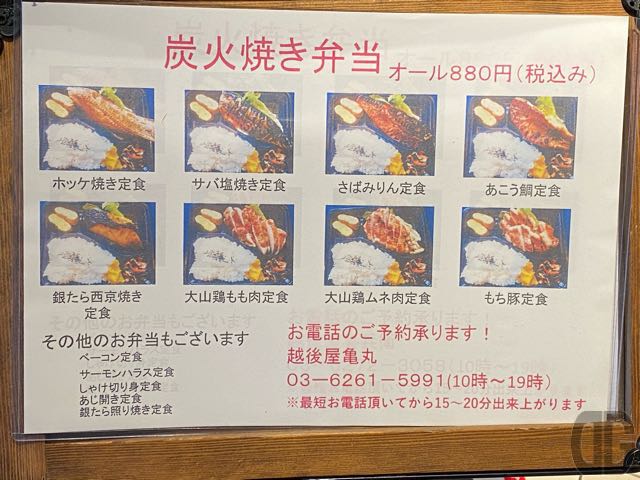 炭火焼き弁当 オール880円(税込み)
ホッケ焼き定食 サバ塩焼き定食 さばみりん定食 あこう鯛定食
銀たら西京焼き 大山鶏もも肉定食 大山鶏ムネ肉定食 もち豚定食
定食
その他のお弁当もございます
ベーコン定食
サーモンハラス定食
しゃけ切り身定食
あじ開き定食
銀たら照り焼き定食
お電話のご予約承ります!
越後屋亀丸
03-6261-5991(10時~19時)
※最短お電話頂いてから15~20分出来上がります